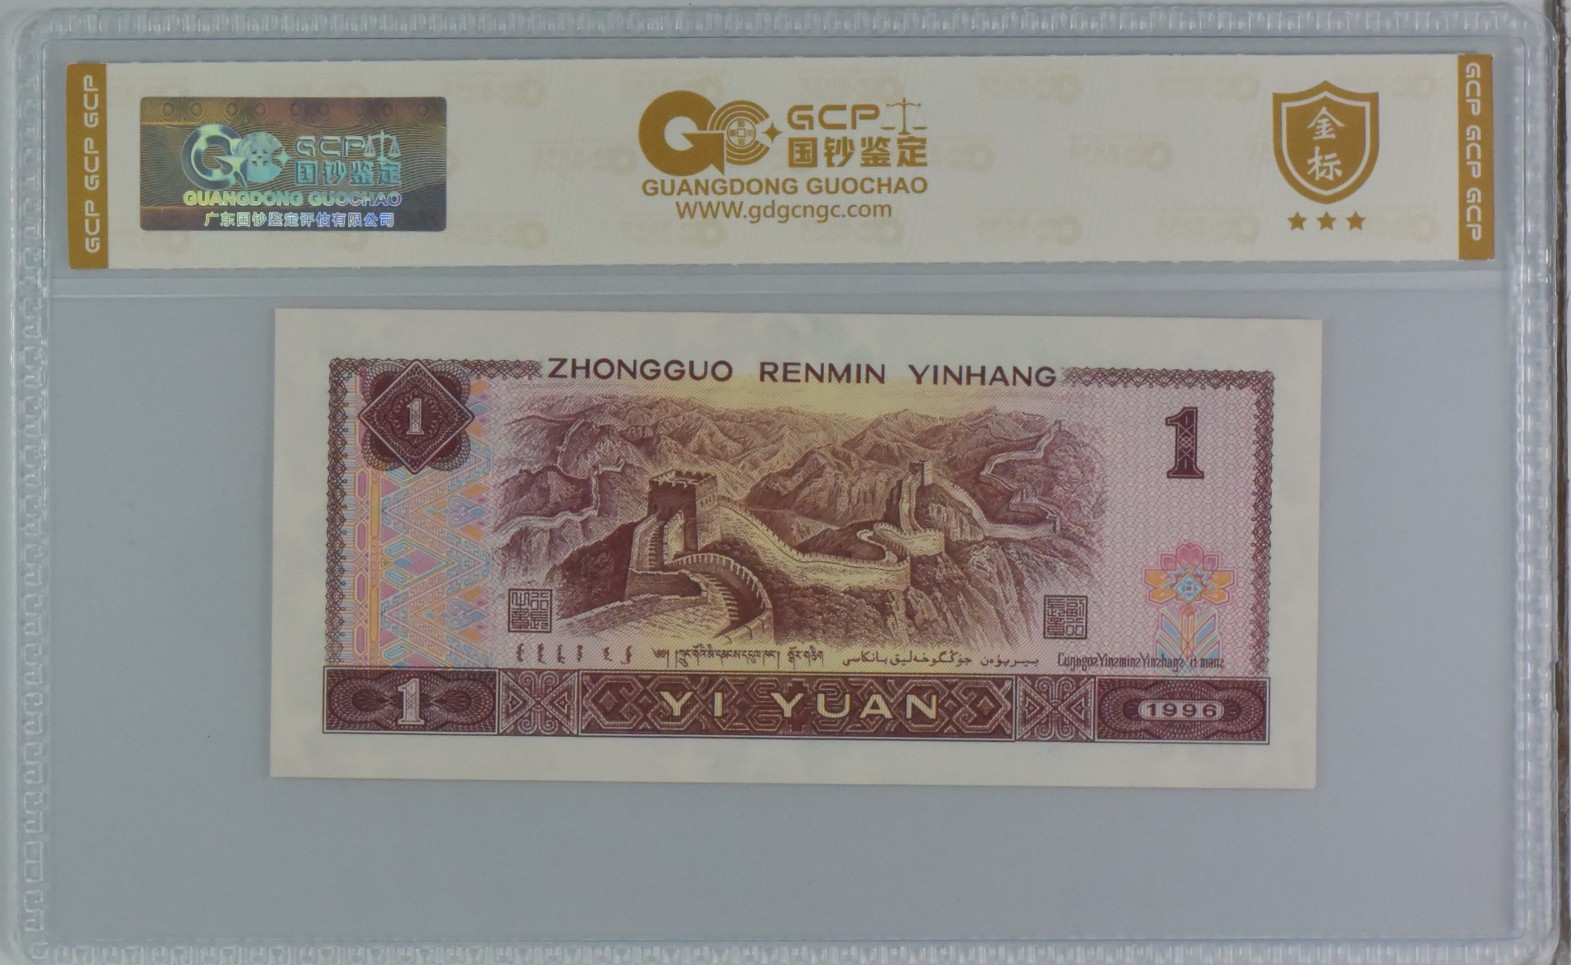 GCP GCP GCP
GCP
国钞鉴定
GUANGDONG GUOCHAO
广东国钞鉴定评估有限公司
GCP
国钞鉴定
GUANGDONG GUOCHAO
WWW.gdgcngc.com
金标
GCP GCP GCP
ZHONGGUO RENMIN YINHANG
1
1
1
YI YUAN
1996